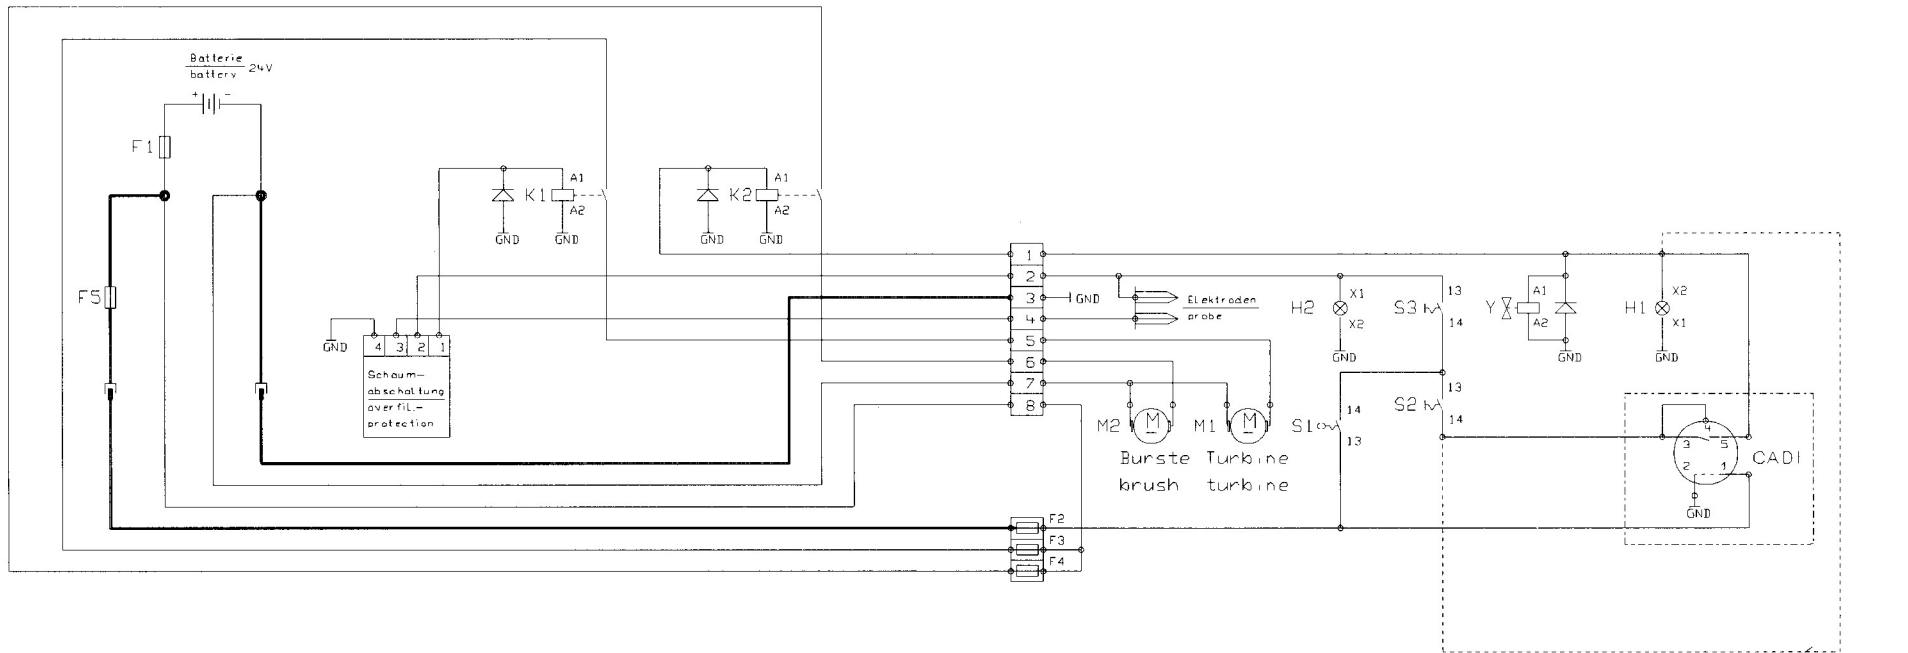 Batterie
battery 24V
+ -
F1
F5
K1 A1
A2
GND GND
K2 A1
A2
GND GND
GND
4 3 2 1
Schaum-
abschaltung
overfil.-
protection
1
2
3 GND
4
5
6
7
8
Elektroden
probe
F2
F3
F4
M2 M
M1 M
Burste Turbine
brush turbine
H2 X1
X2
GND
S3 13
14
S2 13
14
S1 14
13
Y A1
A2
GND
H1 X2
X1
GND
4
3 5
2 1
CADI
GND